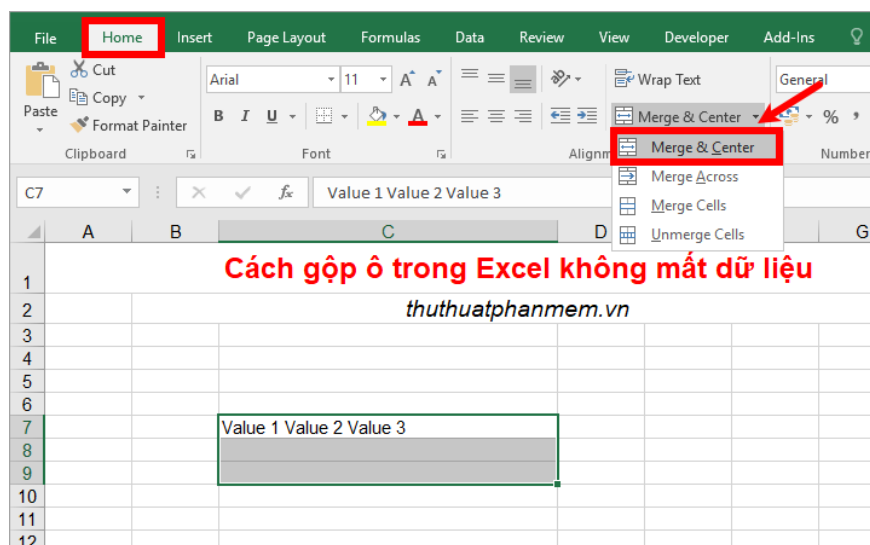 File Home Insert Page Layout Formulas Data Review View Developer Add-Ins
Cut
Copy
Format Painter
Paste
Clipboard
Arial 11
B I U
Font
Wrap Text
Merge & Center
General
% ,
Number
Merge & Center
Merge Across
Merge Cells
Unmerge Cells
C7 fx Value 1 Value 2 Value 3
A B C D G
1 Cách gộp ô trong Excel không mất dữ liệu
2 thuthuatphanmem.vn
3
4
5
6
7 Value 1 Value 2 Value 3
8
9
10
11
12